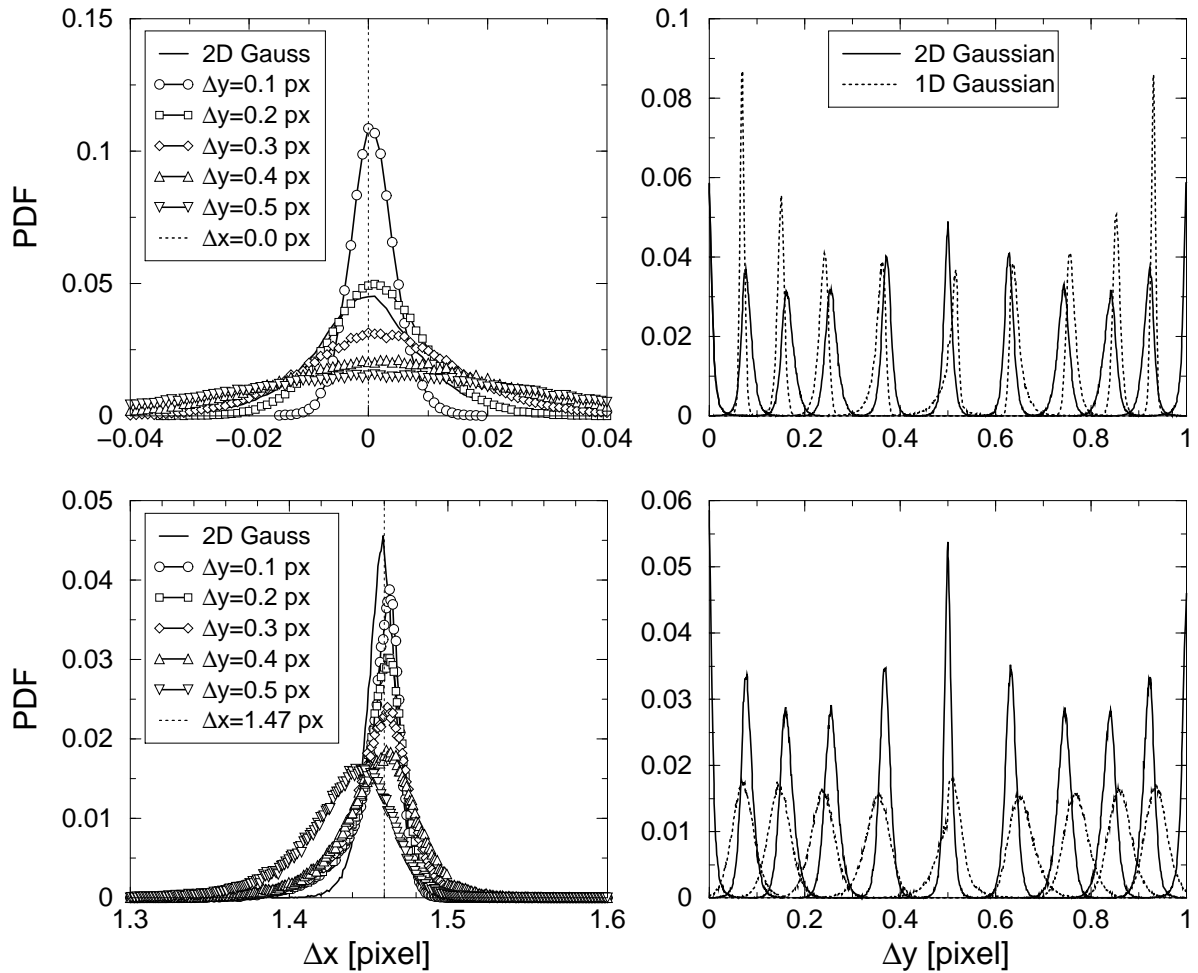 0.15
0.1
0.05
0
PDF
2D Gauss
Δy=0.1 px
Δy=0.2 px
Δy=0.3 px
Δy=0.4 px
Δy=0.5 px
Δx=0.0 px
−0.04 −0.02 0 0.02 0.04
0.1
0.08
0.06
0.04
0.02
0
2D Gaussian
1D Gaussian
0 0.2 0.4 0.6 0.8 1
0.05
0.04
0.03
0.02
0.01
0
PDF
2D Gauss
Δy=0.1 px
Δy=0.2 px
Δy=0.3 px
Δy=0.4 px
Δy=0.5 px
Δx=1.47 px
1.3 1.4 1.5 1.6
Δx [pixel]
0.06
0.05
0.04
0.03
0.02
0.01
0
0 0.2 0.4 0.6 0.8 1
Δy [pixel]